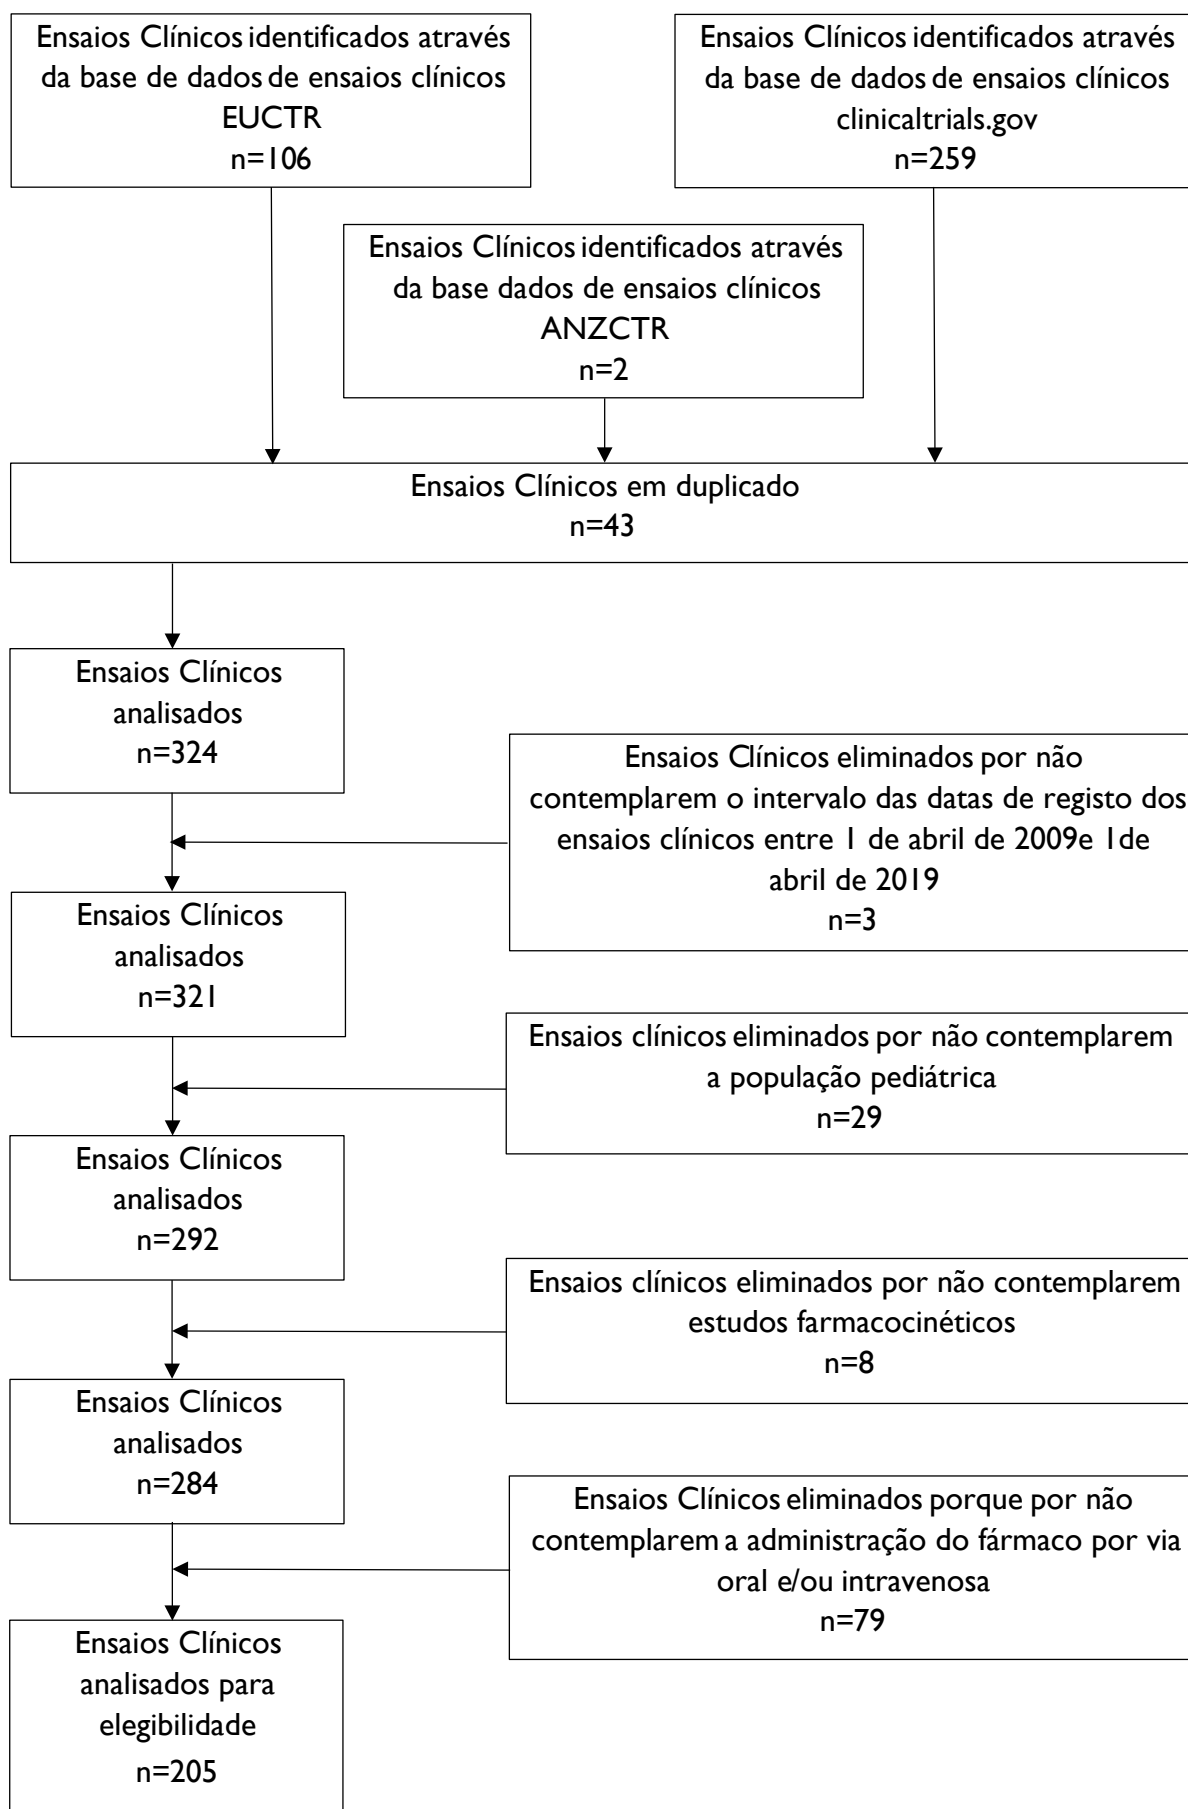 Ensaios Clínicos identificados através
da base de dados de ensaios clínicos
EUCTR
n=106
Ensaios Clínicos identificados através
da base de dados de ensaios clínicos
clinicaltrials.gov
n=259
Ensaios Clínicos identificados através
da base dados de ensaios clínicos
ANZCTR
n=2
Ensaios Clínicos em duplicado
n=43
Ensaios Clínicos
analisados
n=324
Ensaios Clínicos eliminados por não
contemplarem o intervalo das datas de registo dos
ensaios clínicos entre 1 de abril de 2009e 1de
abril de 2019
n=3
Ensaios Clínicos
analisados
n=321
Ensaios clínicos eliminados por não contemplarem
a população pediátrica
n=29
Ensaios Clínicos
analisados
n=292
Ensaios clínicos eliminados por não contemplarem
estudos farmacocinéticos
n=8
Ensaios Clínicos
analisados
n=284
Ensaios Clínicos eliminados porque por não
contemplarem a administração do fármaco por via
oral e/ou intravenosa
n=79
Ensaios Clínicos
analisados para
elegibilidade
n=205